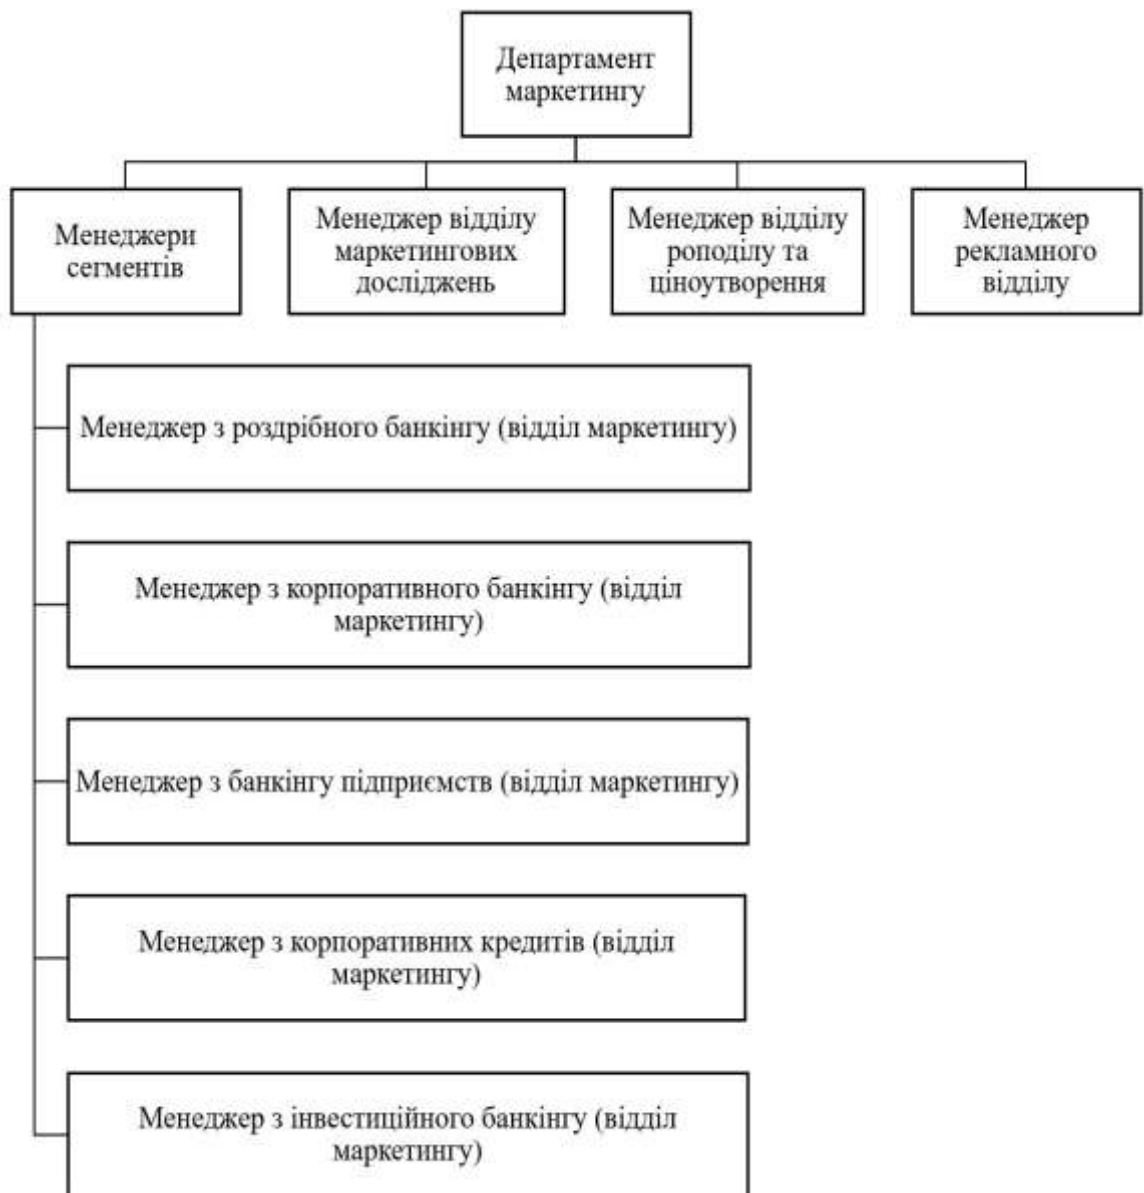 Департамент
маркетингу
Менеджери
сегментів
Менеджер відділу
маркетингових
досліджень
Менеджер відділу
роподілу та
ціноутворення
Менеджер
рекламного
відділу
Менеджер з роздрібного банкінгу (відділ маркетингу)
Менеджер з корпоративного банкінгу (відділ
маркетингу)
Менеджер з банкінгу підприємств (відділ маркетингу)
Менеджер з корпоративних кредитів (відділ
маркетингу)
Менеджер з інвестиційного банкінгу (відділ
маркетингу)